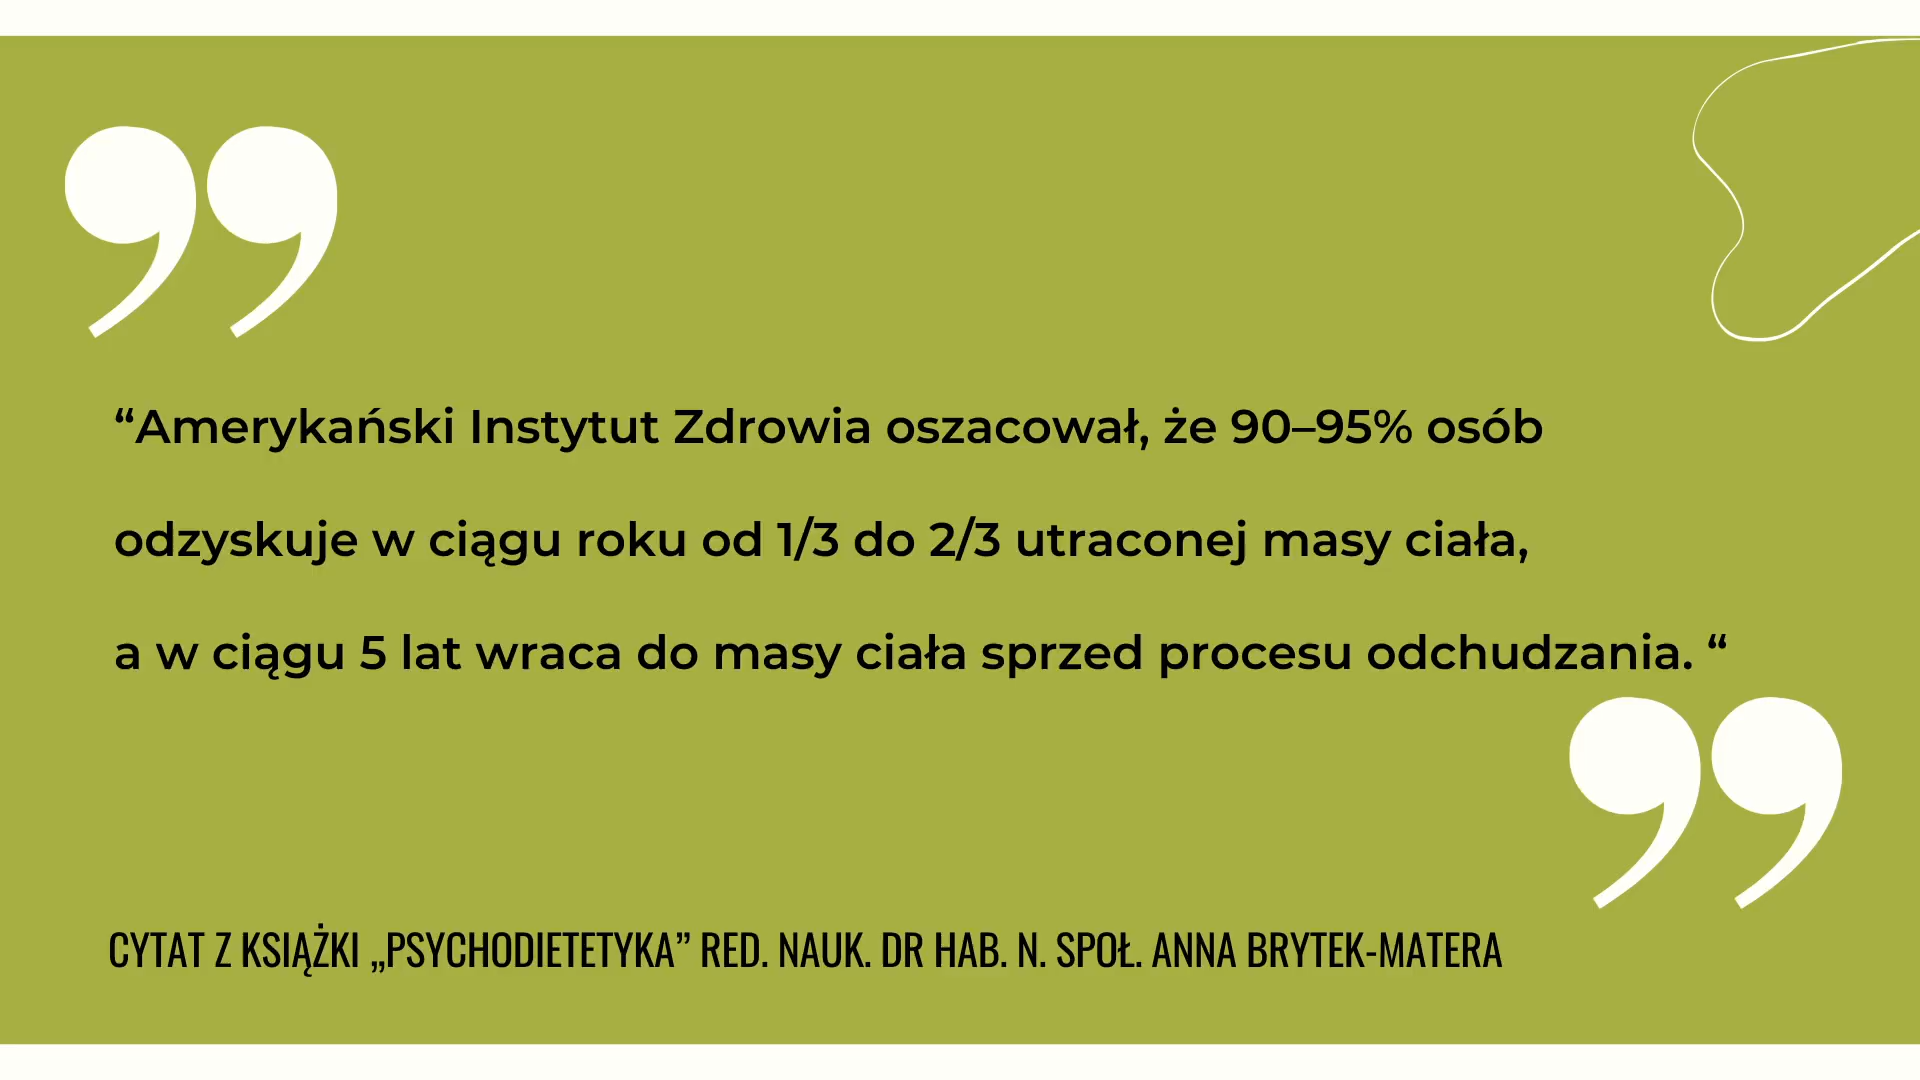 “Amerykański Instytut Zdrowia oszacował, że 90–95% osób
odzyskuje w ciągu roku od 1/3 do 2/3 utraconej masy ciała,
a w ciągu 5 lat wraca do masy ciała sprzed procesu odchudzania. “
CYTAT Z KSIĄŻKI „PSYCHODIETETYKA” RED. NAUK. DR HAB. N. SPOŁ. ANNA BRYTEK-MATERA